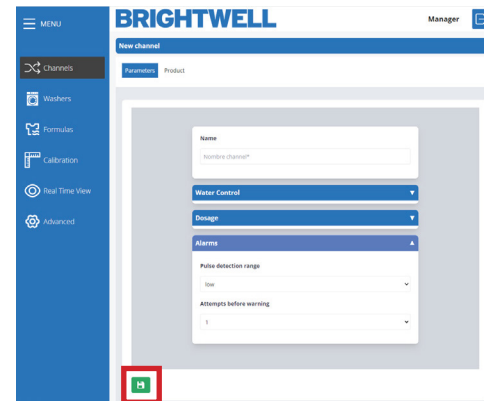 MENU
BRIGHTWELL
Manager
New channel
Channels
Parameters Product
Washers
Formulas
Name
Nombre channel*
Calibration
Real Time View
Water Control
Advanced
Dosage
Alarms
Pulse detection range
low
Attempts before warning
1